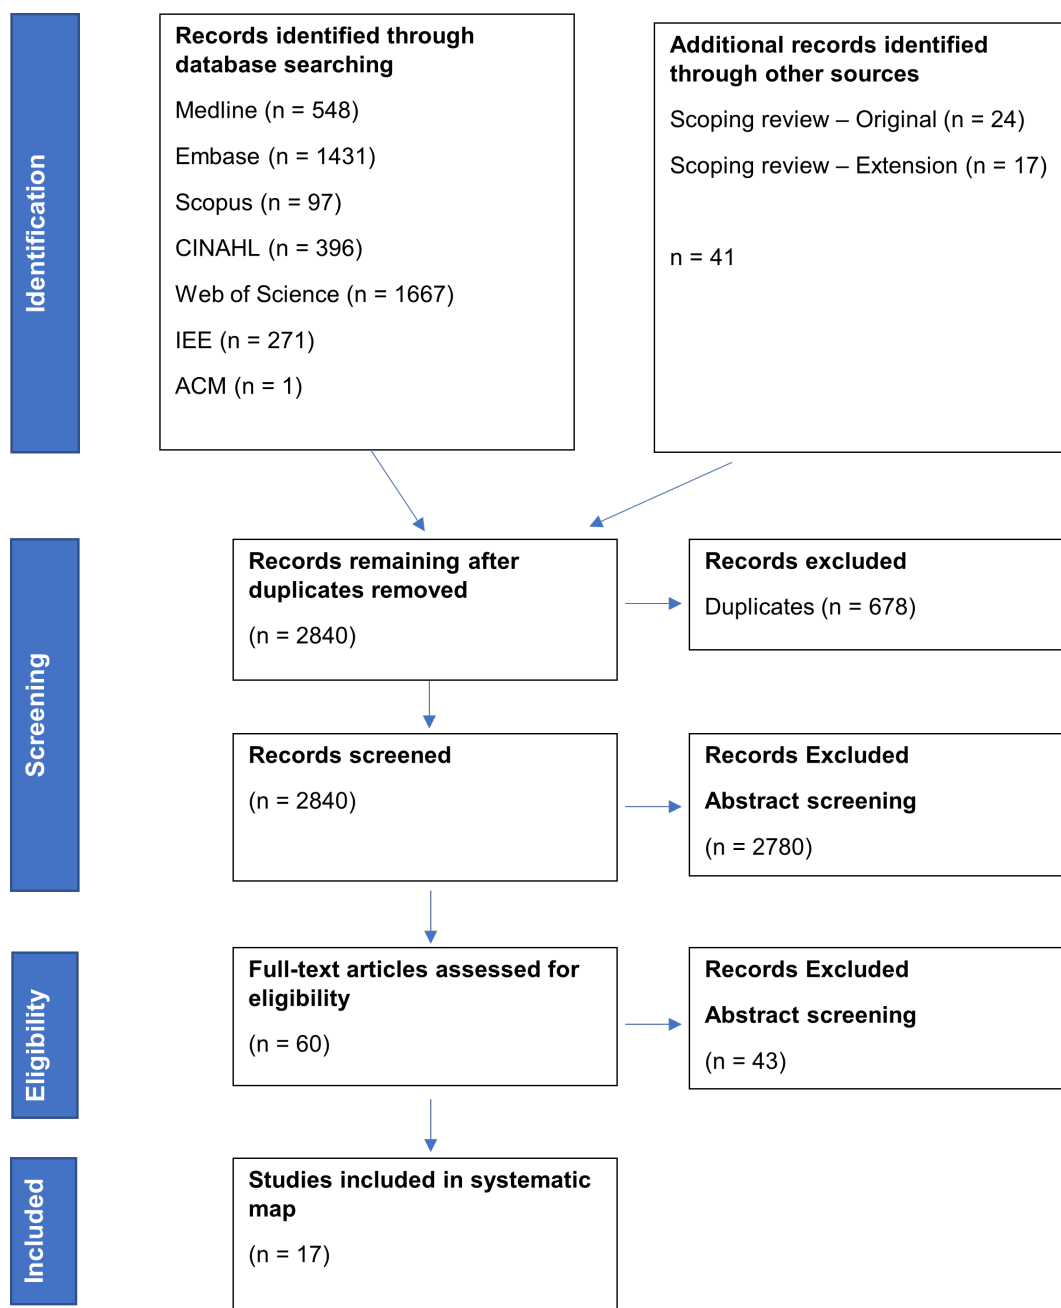 Identification
Records identified through
database searching
Medline (n = 548)
Embase (n = 1431)
Scopus (n = 97)
CINAHL (n = 396)
Web of Science (n = 1667)
IEE (n = 271)
ACM (n = 1)
Additional records identified
through other sources
Scoping review – Original (n = 24)
Scoping review – Extension (n = 17)
n = 41
Screening
Records remaining after
duplicates removed
(n = 2840)
Records excluded
Duplicates (n = 678)
Records screened
(n = 2840)
Records Excluded
Abstract screening
(n = 2780)
Eligibility
Full-text articles assessed for
eligibility
(n = 60)
Records Excluded
Abstract screening
(n = 43)
Included
Studies included in systematic
map
(n = 17)